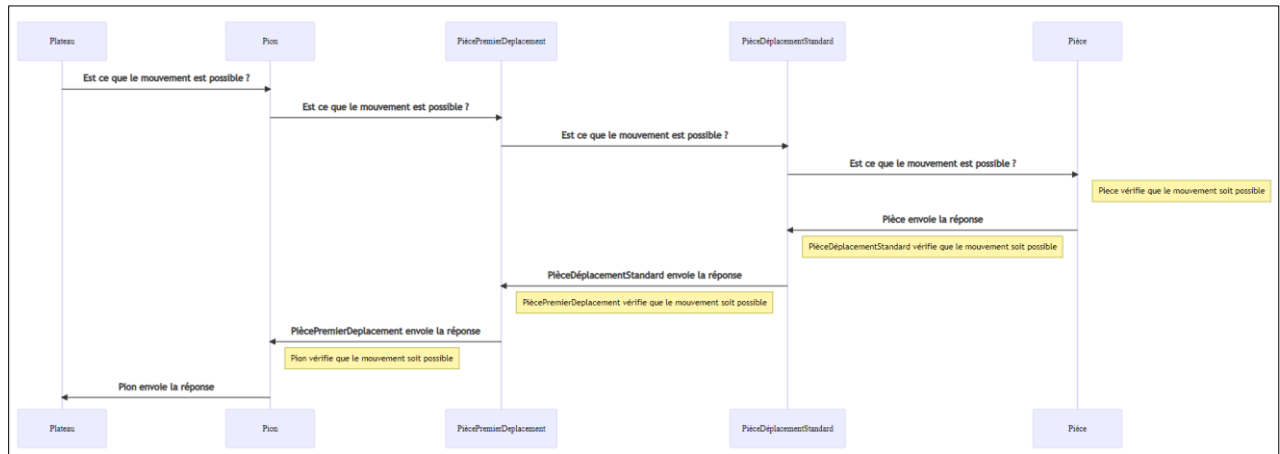 Plateau
Pion
PiècePremierDeplacement
PièceDéplacementStandard
Pièce
Est ce que le mouvement est possible ?
Est ce que le mouvement est possible ?
Est ce que le mouvement est possible ?
Est ce que le mouvement est possible ?
Piece vérifie que le mouvement soit possible
Pièce envoie la réponse
PièceDéplacementStandard vérifie que le mouvement soit possible
PièceDéplacementStandard envoie la réponse
PiècePremierDeplacement vérifie que le mouvement soit possible
PiècePremierDeplacement envoie la réponse
Pion vérifie que le mouvement soit possible
Pion envoie la réponse
Plateau
Pion
PiècePremierDeplacement
PièceDéplacementStandard
Pièce